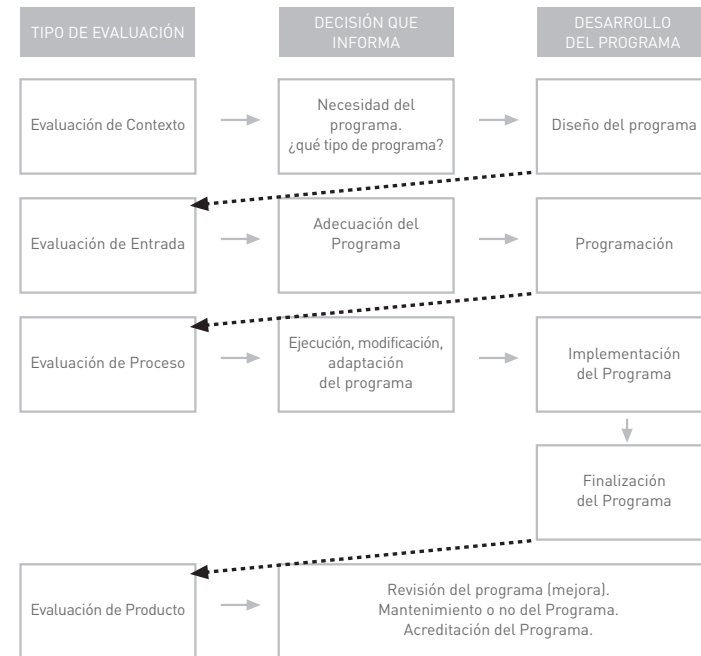 TIPO DE EVALUACIÓN
DECISIÓN QUE
INFORMA
DESARROLLO
DEL PROGRAMA
Evaluación de Contexto
Necesidad del
programa.
¿qué tipo de programa?
Diseño del programa
Evaluación de Entrada
Adecuación del
Programa
Programación
Evaluación de Proceso
Ejecución, modificación,
adaptación
del programa
Implementación
del Programa
Finalización
del Programa
Evaluación de Producto
Revisión del programa (mejora).
Mantenimiento o no del Programa.
Acreditación del Programa.